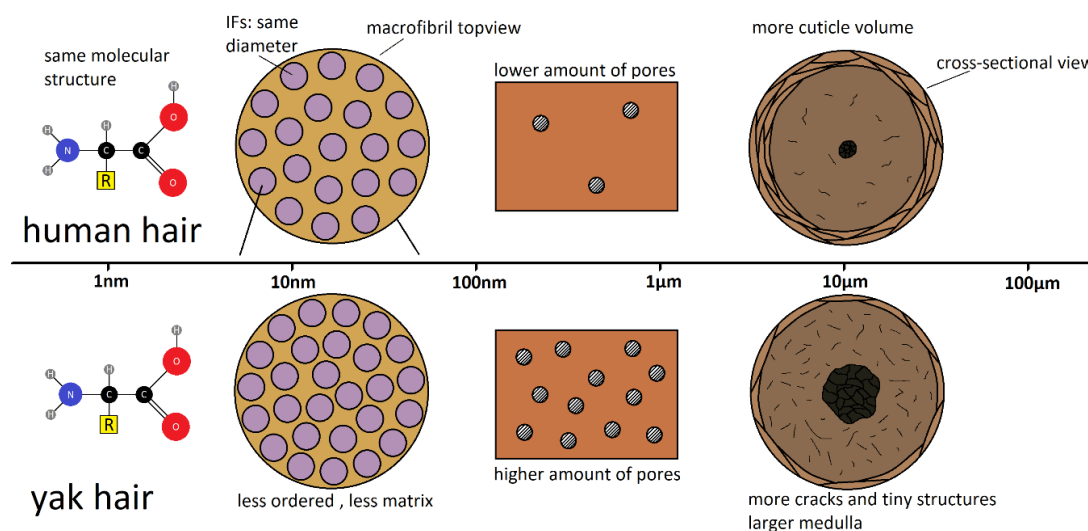 IFs: same
diameter
macrofibril topview
more cuticle volume
same molecular
structure
lower amount of pores
cross-sectional view
H
O
H
H
N
C
C
H
R
O
human hair
1nm
10nm
100nm
1µm
10µm
100µm
H
O
H
H
N
C
C
H
R
O
yak hair
less ordered , less matrix
higher amount of pores
more cracks and tiny structures
larger medulla